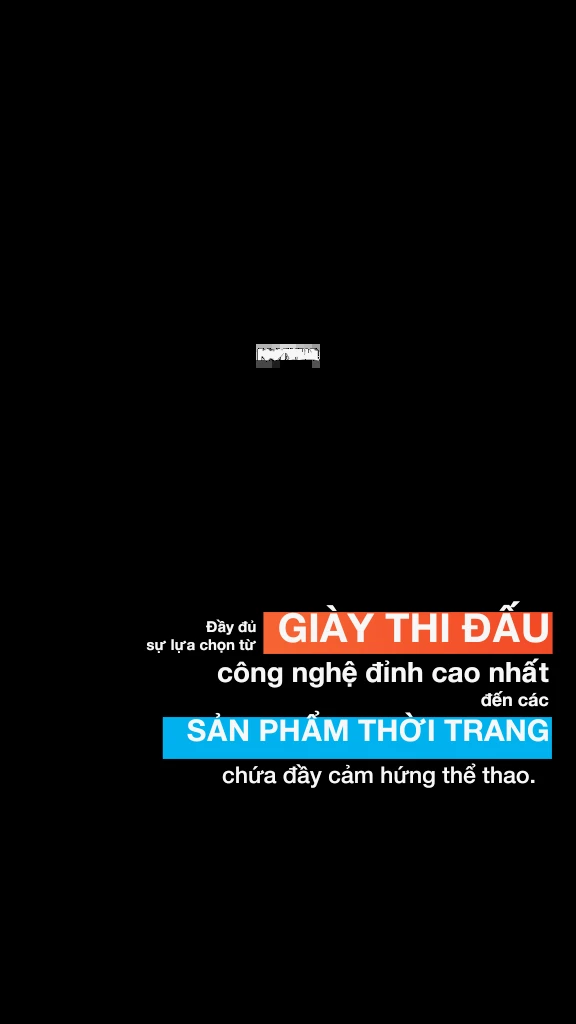 Đầy đủ
sự lựa chọn từ
GIÀY THI ĐẤU
công nghệ đỉnh cao nhất
đến các
SẢN PHẨM THỜI TRANG
chứa đầy cảm hứng thể thao.